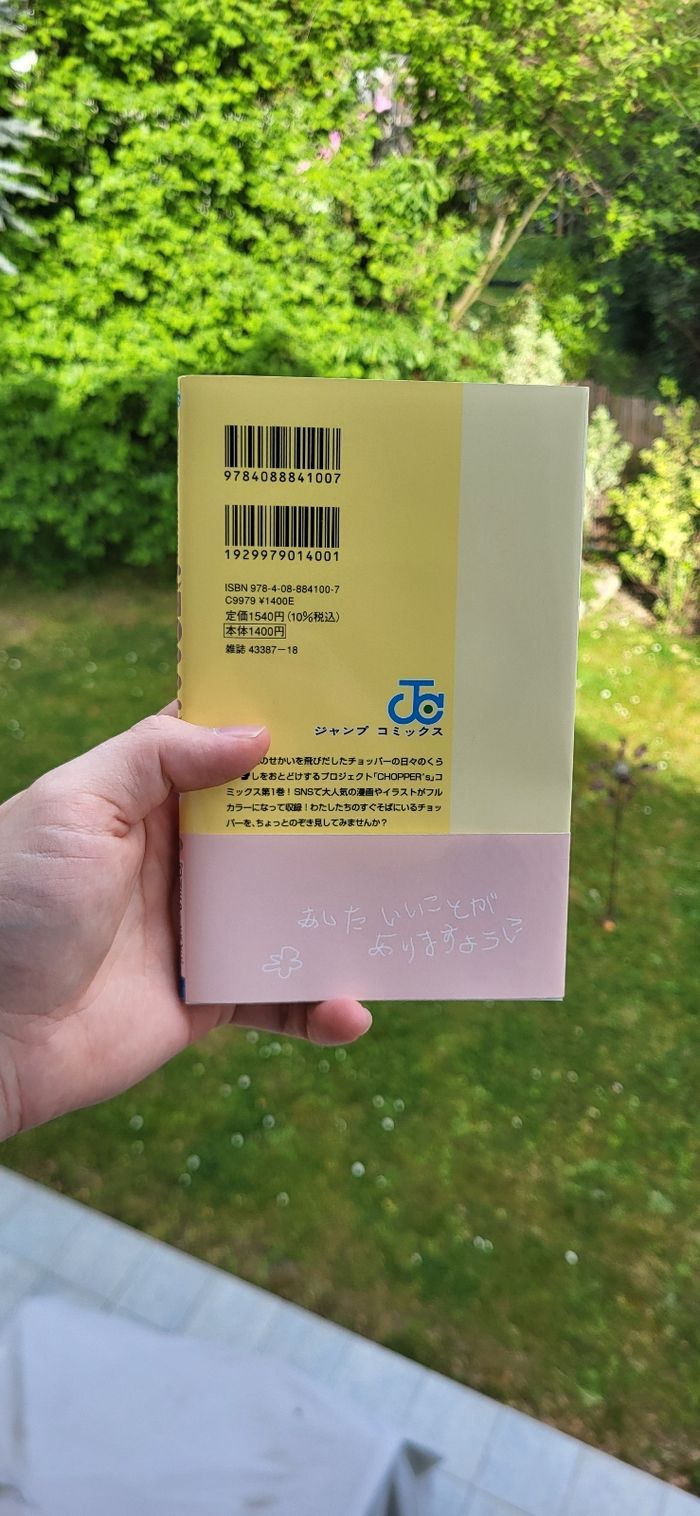 9784088841007
1929979014001
ISBN 978-4-08-884100-7
C9979 ¥1400E
定価1540円(10%税込)
本体1400円
雑誌 43387-18
JC
ジャンプ コミックス
のせかいを飛びだしたチョッパーの日々のくら
しをおとどけするプロジェクト「CHOPPER's」コ
ミックス第1巻!SNSで大人気の漫画やイラストがフル
カラーになって収録!わたしたちのすぐそばにいるチョッ
パーを、ちょっとのぞき見してみませんか?
あした いいことが
ありますように